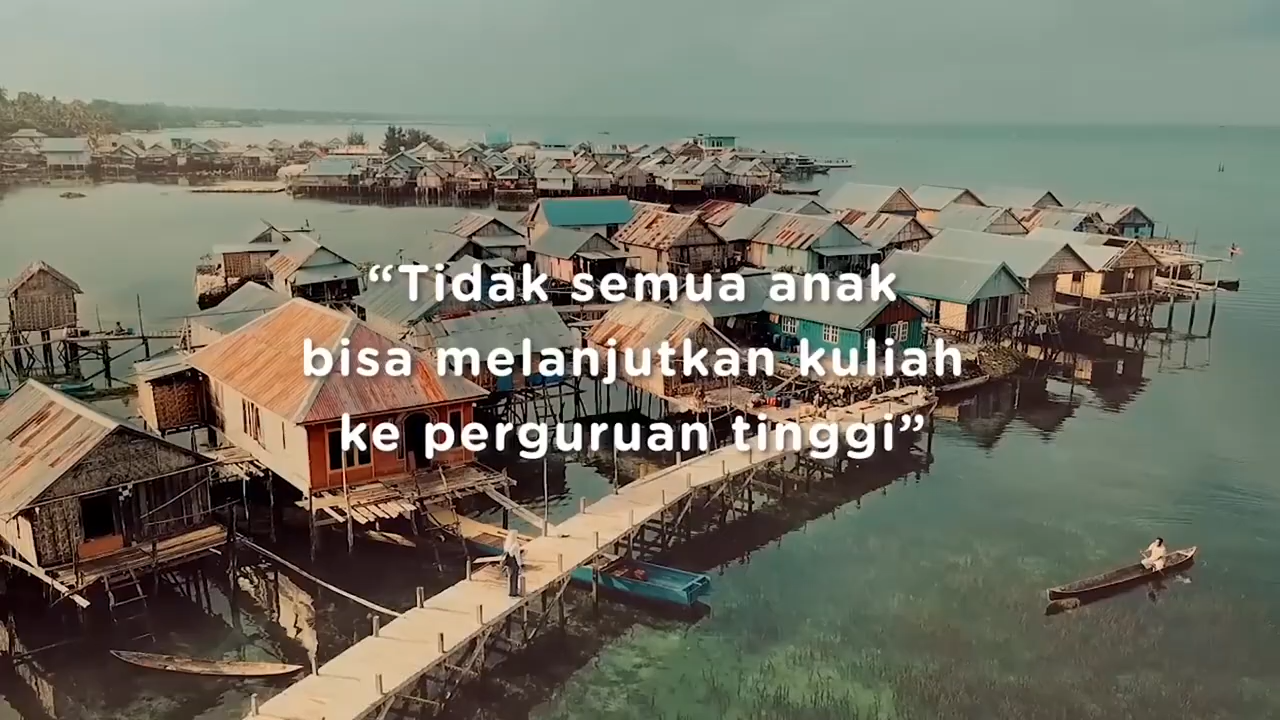 “Tidak semua anak
bisa melanjutkan kuliah
ke perguruan tinggi”